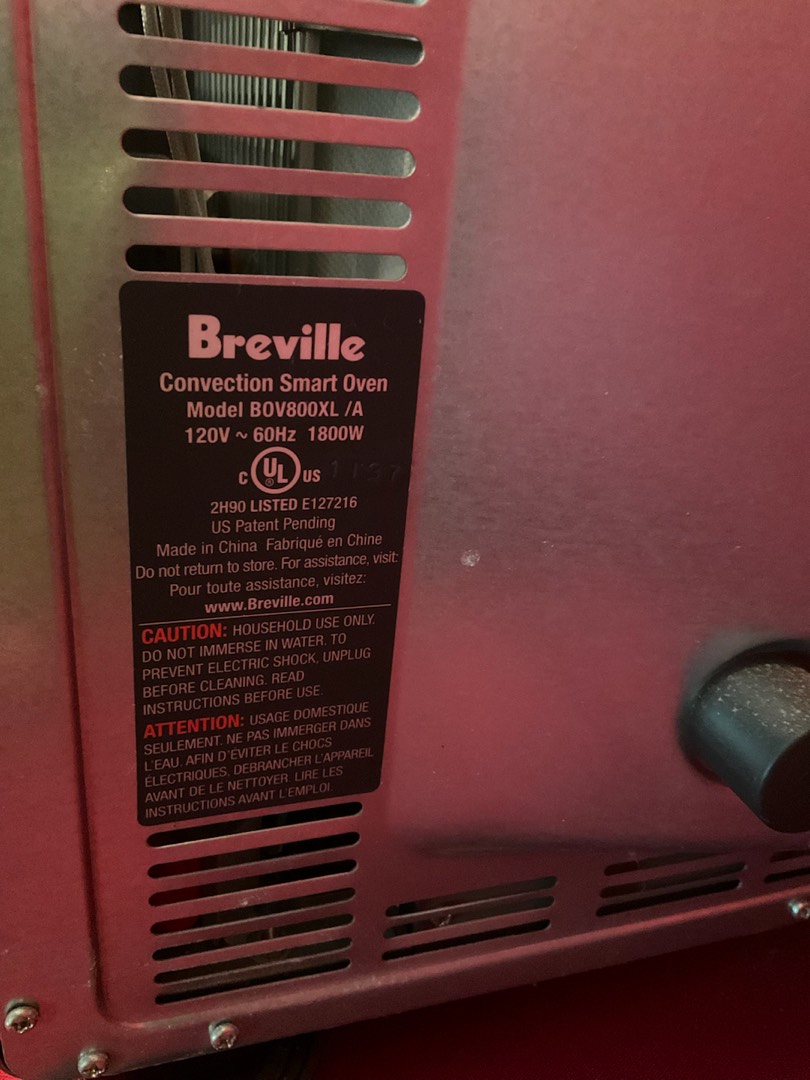 Breville
Convection Smart Oven
Model BOV800XL /A
120V ~ 60Hz 1800W
C UL ® US
2H90 LISTED E127216
US Patent Pending
Made in China Fabriqué en Chine
Do not return to store. For assistance, visit:
Pour toute assistance, visitez:
www.Breville.com
CAUTION: HOUSEHOLD USE ONLY.
DO NOT IMMERSE IN WATER. TO
PREVENT ELECTRIC SHOCK, UNPLUG
BEFORE CLEANING. READ
INSTRUCTIONS BEFORE USE.
ATTENTION: USAGE DOMESTIQUE
SEULEMENT. NE PAS IMMERGER DANS
L'EAU. AFIN D'ÉVITER LE CHOCS
ÉLECTRIQUES, DEBRANCHER L'APPAREIL
AVANT DE LE NETTOYER. LIRE LES
INSTRUCTIONS AVANT L'EMPLOI.